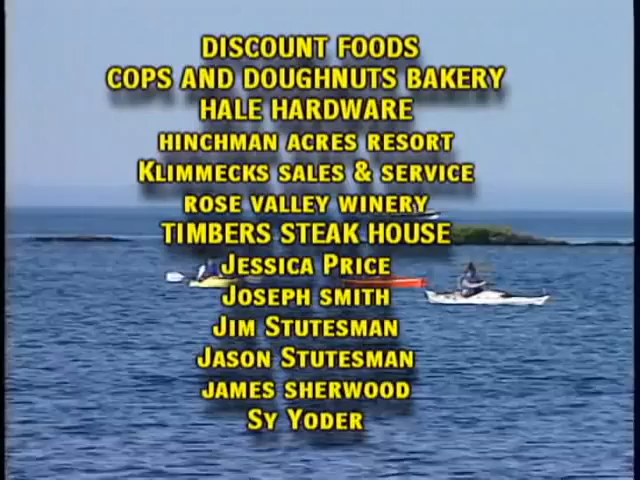 DISCOUNT FOODS
COPS AND DOUGHNUTS BAKERY
HALE HARDWARE
HINCHMAN ACRES RESORT
KLIMMECKS SALES & SERVICE
ROSE VALLEY WINERY
TIMBERS STEAK HOUSE
JESSICA PRICE
JOSEPH SMITH
JIM STUTESMAN
JASON STUTESMAN
JAMES SHERWOOD
SY YODER